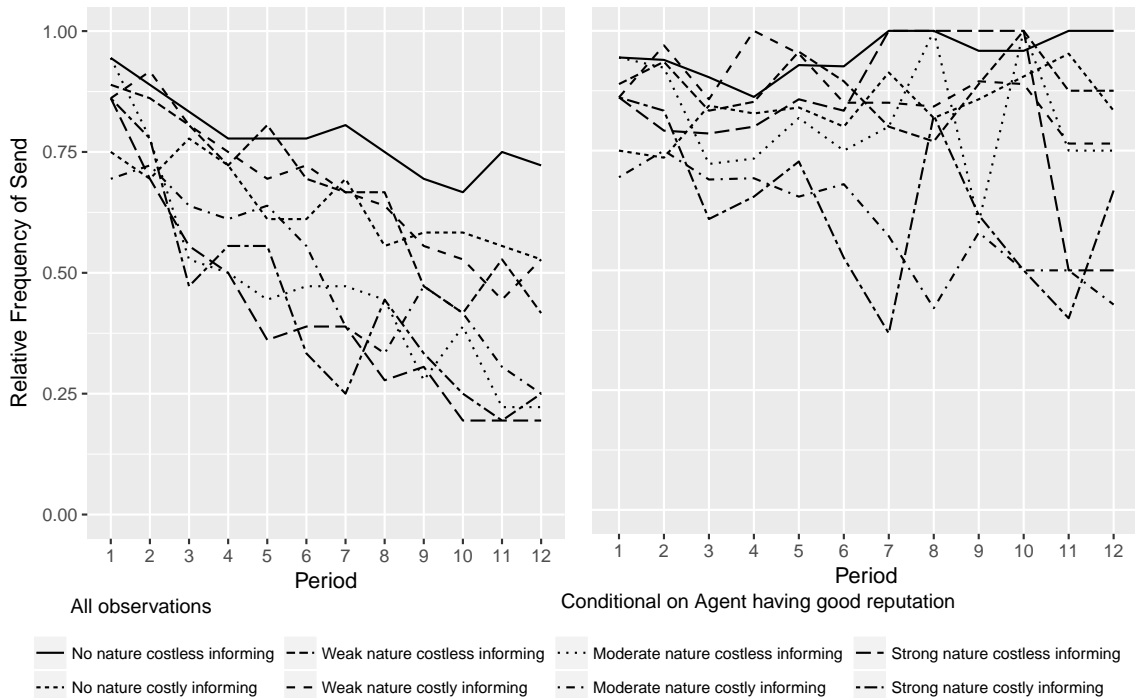 Relative Frequency of Send
1.00
0.75
0.50
0.25
0.00
1 2 3 4 5 6 7 8 9 10 11 12
Period
All observations
1 2 3 4 5 6 7 8 9 10 11 12
Period
Conditional on Agent having good reputation
No nature costless informing
Weak nature costless informing
Moderate nature costless informing
Strong nature costless informing
No nature costly informing
Weak nature costly informing
Moderate nature costly informing
Strong nature costly informing